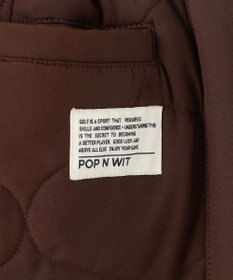 GOLF IS A SPORT THAT REQUIRES
SKILLS AND CONFIDENCE • UNDERSTANDING THIS
IS THE SECRET TO BECOMING
A BETTER PLAYER GOOD LUCK AND
ABOVE ALL ELSE ENJOY YOUR GAME.
POP N WIT